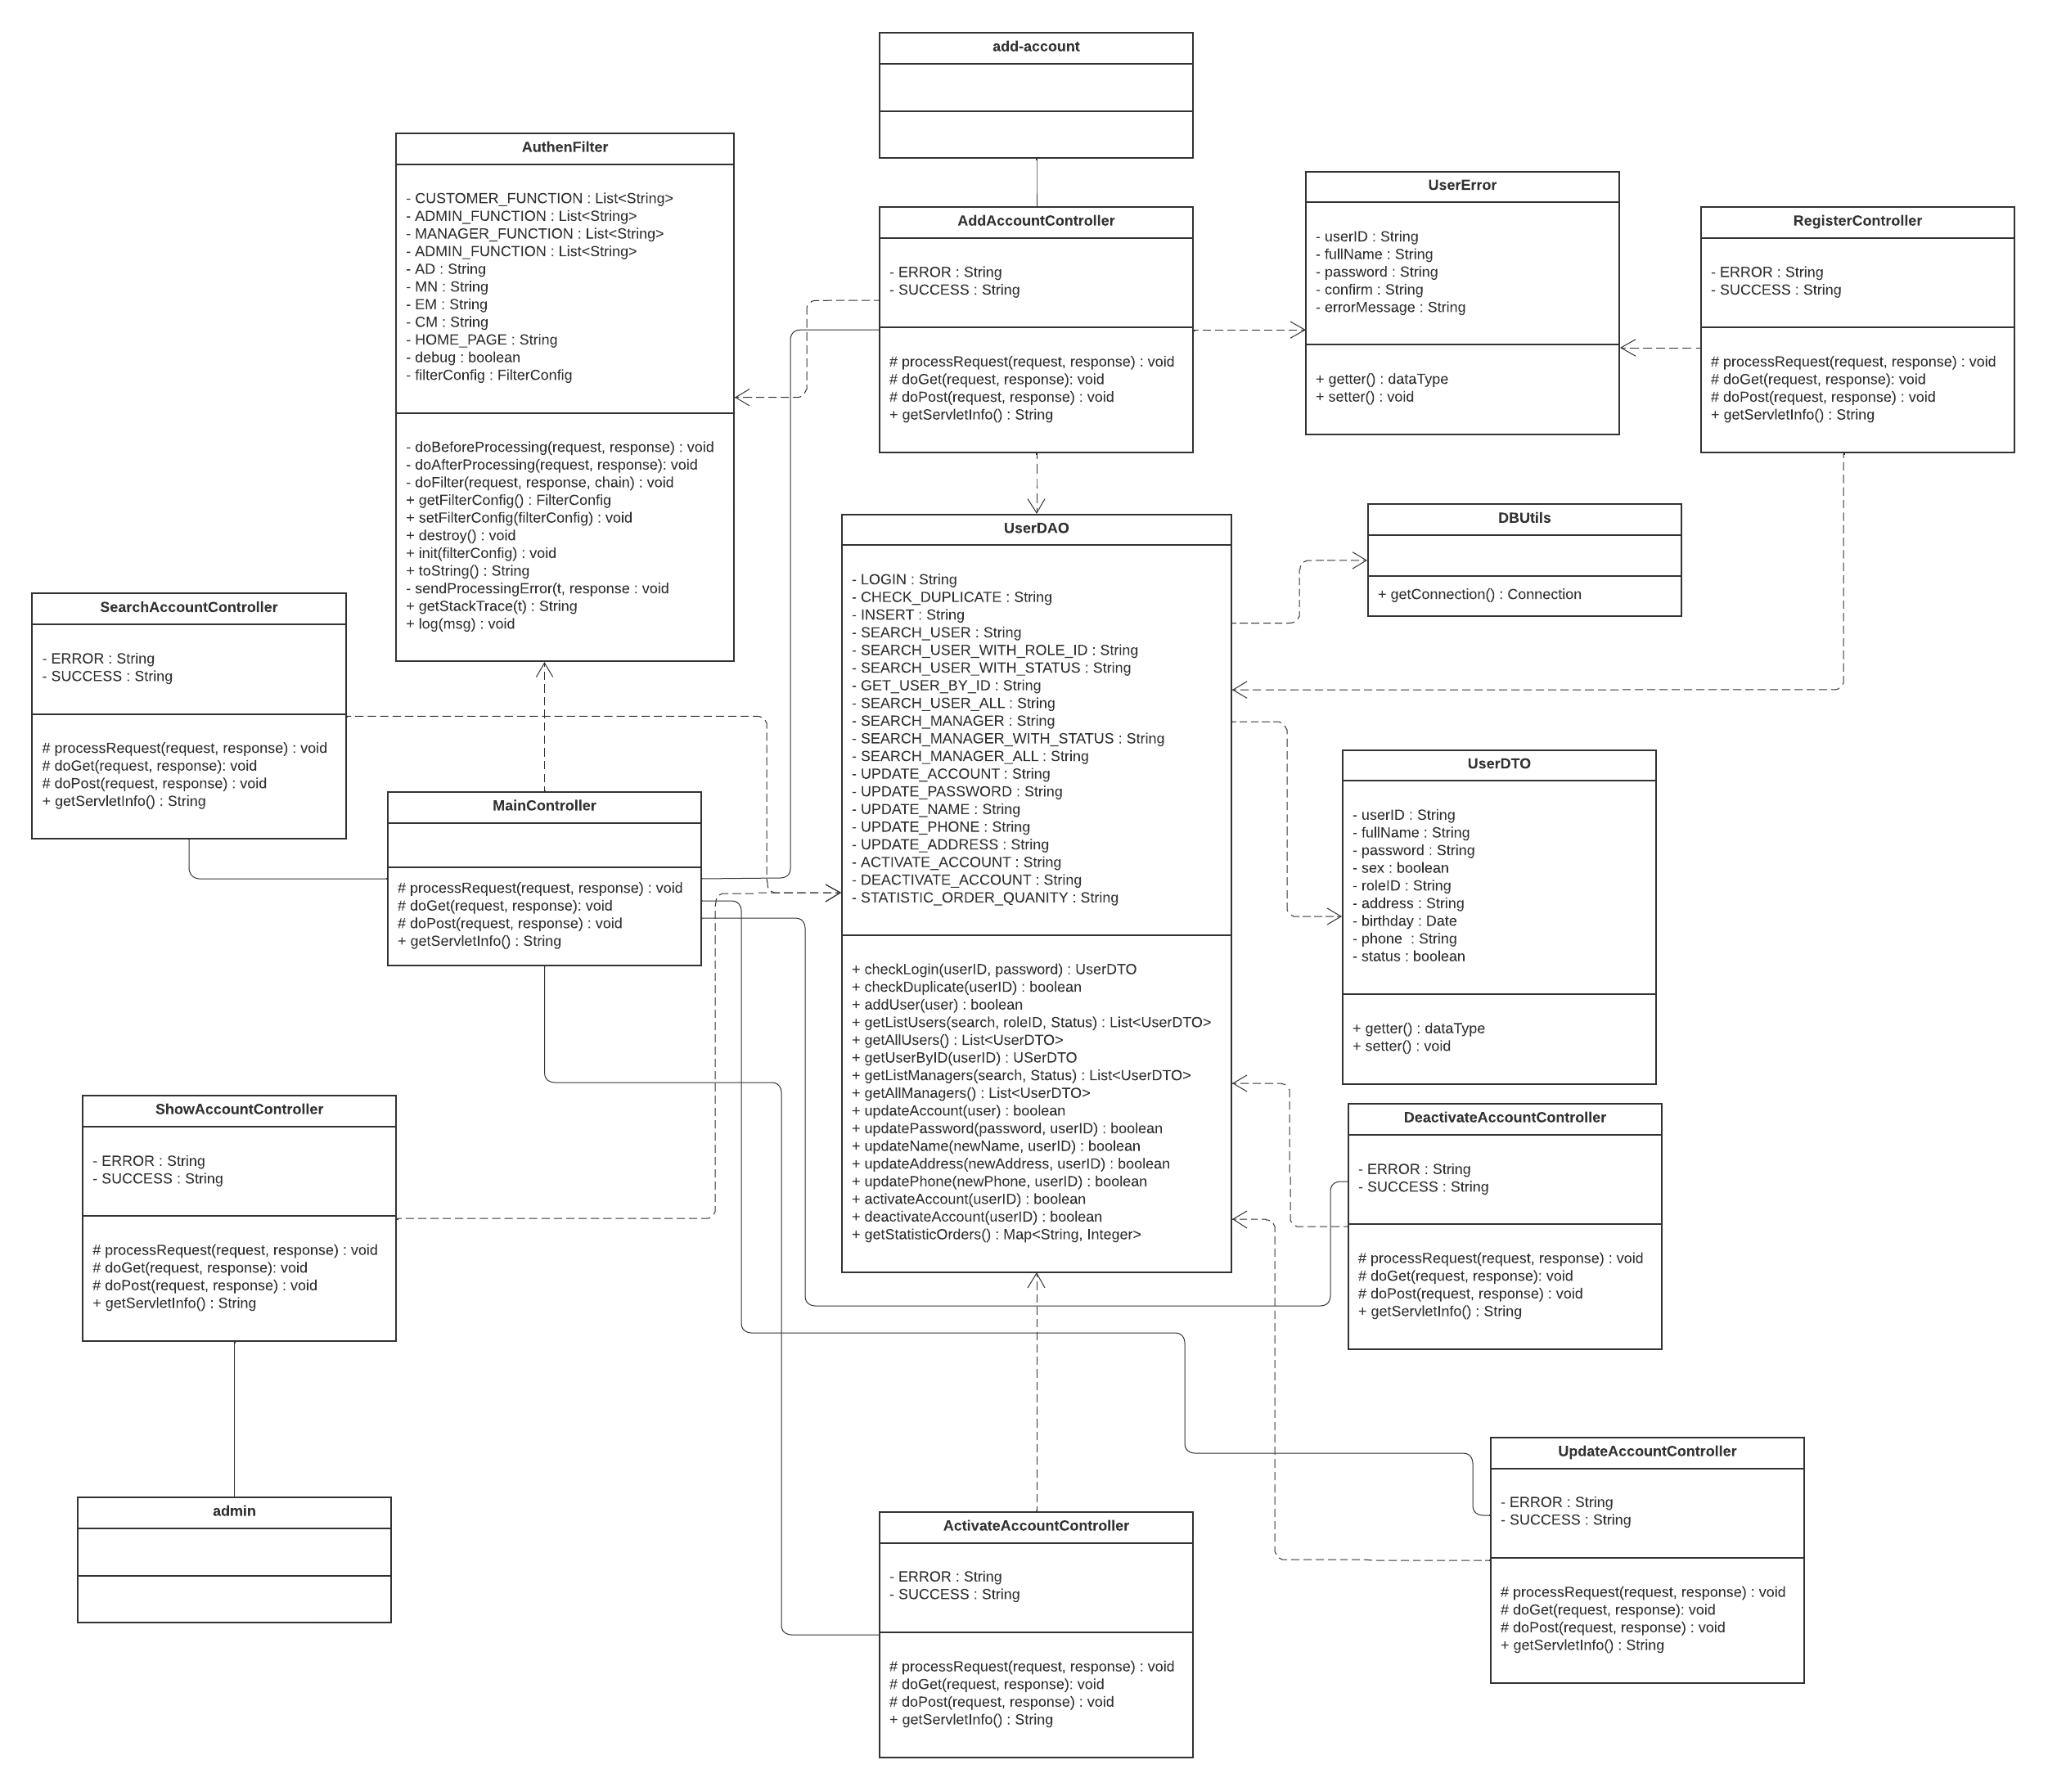 add-account
AuthenFilter
- CUSTOMER_FUNCTION : List<String>
- ADMIN_FUNCTION : List<String>
- MANAGER_FUNCTION : List<String>
- ADMIN_FUNCTION : List<String>
- AD : String
- MN : String
- EM : String
- CM : String
- HOME_PAGE : String
- debug : boolean
- filterConfig : FilterConfig
- doBeforeProcessing(request, response) : void
- doAfterProcessing(request, response): void
- doFilter(request, response, chain) : void
+ getFilterConfig() : FilterConfig
+ setFilterConfig(filterConfig) : void
+ destroy() : void
+ init(filterConfig) : void
+ toString() : String
- sendProcessingError(t, response : void
+ getStackTrace(t) : String
+ log(msg) : void
AddAccountController
- ERROR : String
- SUCCESS : String
# processRequest(request, response) : void
# doGet(request, response): void
# doPost(request, response) : void
+ getServletInfo() : String
UserError
- userID : String
- fullName : String
- password : String
- confirm : String
- errorMessage : String
+ getter() : dataType
+ setter() : void
RegisterController
- ERROR : String
- SUCCESS : String
# processRequest(request, response) : void
# doGet(request, response): void
# doPost(request, response) : void
+ getServletInfo() : String
DBUtils
+ getConnection() : Connection
UserDAO
- LOGIN : String
- CHECK_DUPLICATE : String
- INSERT : String
- SEARCH_USER : String
- SEARCH_USER_WITH_ROLE_ID : String
- SEARCH_USER_WITH_STATUS : String
- GET_USER_BY_ID : String
- SEARCH_USER_ALL : String
- SEARCH_MANAGER : String
- SEARCH_MANAGER_WITH_STATUS : String
- SEARCH_MANAGER_ALL : String
- UPDATE_ACCOUNT : String
- UPDATE_PASSWORD : String
- UPDATE_NAME : String
- UPDATE_PHONE : String
- UPDATE_ADDRESS : String
- ACTIVATE_ACCOUNT : String
- DEACTIVATE_ACCOUNT : String
- STATISTIC_ORDER_QUANITY : String
+ checkLogin(userID, password) : UserDTO
+ checkDuplicate(userID) : boolean
+ addUser(user) : boolean
+ getListUsers(search, roleID, Status) : List<UserDTO>
+ getAllUsers() : List<UserDTO>
+ getUserByID(userID) : USerDTO
+ getListManagers(search, Status) : List<UserDTO>
+ getAllManagers() : List<UserDTO>
+ updateAccount(user) : boolean
+ updatePassword(password, userID) : boolean
+ updateName(newName, userID) : boolean
+ updateAddress(newAddress, userID) : boolean
+ updatePhone(newPhone, userID) : boolean
+ activateAccount(userID) : boolean
+ deactivateAccount(userID) : boolean
+ getStatisticOrders() : Map<String, Integer>
SearchAccountController
- ERROR : String
- SUCCESS : String
# processRequest(request, response) : void
# doGet(request, response): void
# doPost(request, response) : void
+ getServletInfo() : String
MainController
# processRequest(request, response) : void
# doGet(request, response): void
# doPost(request, response) : void
+ getServletInfo() : String
UserDTO
- userID : String
- fullName : String
- password : String
- sex : boolean
- roleID : String
- address : String
- birthday : Date
- phone  : String
- status : boolean
+ getter() : dataType
+ setter() : void
ShowAccountController
- ERROR : String
- SUCCESS : String
# processRequest(request, response) : void
# doGet(request, response): void
# doPost(request, response) : void
+ getServletInfo() : String
DeactivateAccountController
- ERROR : String
- SUCCESS : String
# processRequest(request, response) : void
# doGet(request, response): void
# doPost(request, response) : void
+ getServletInfo() : String
admin
UpdateAccountController
- ERROR : String
- SUCCESS : String
# processRequest(request, response) : void
# doGet(request, response): void
# doPost(request, response) : void
+ getServletInfo() : String
ActivateAccountController
- ERROR : String
- SUCCESS : String
# processRequest(request, response) : void
# doGet(request, response): void
# doPost(request, response) : void
+ getServletInfo() : String